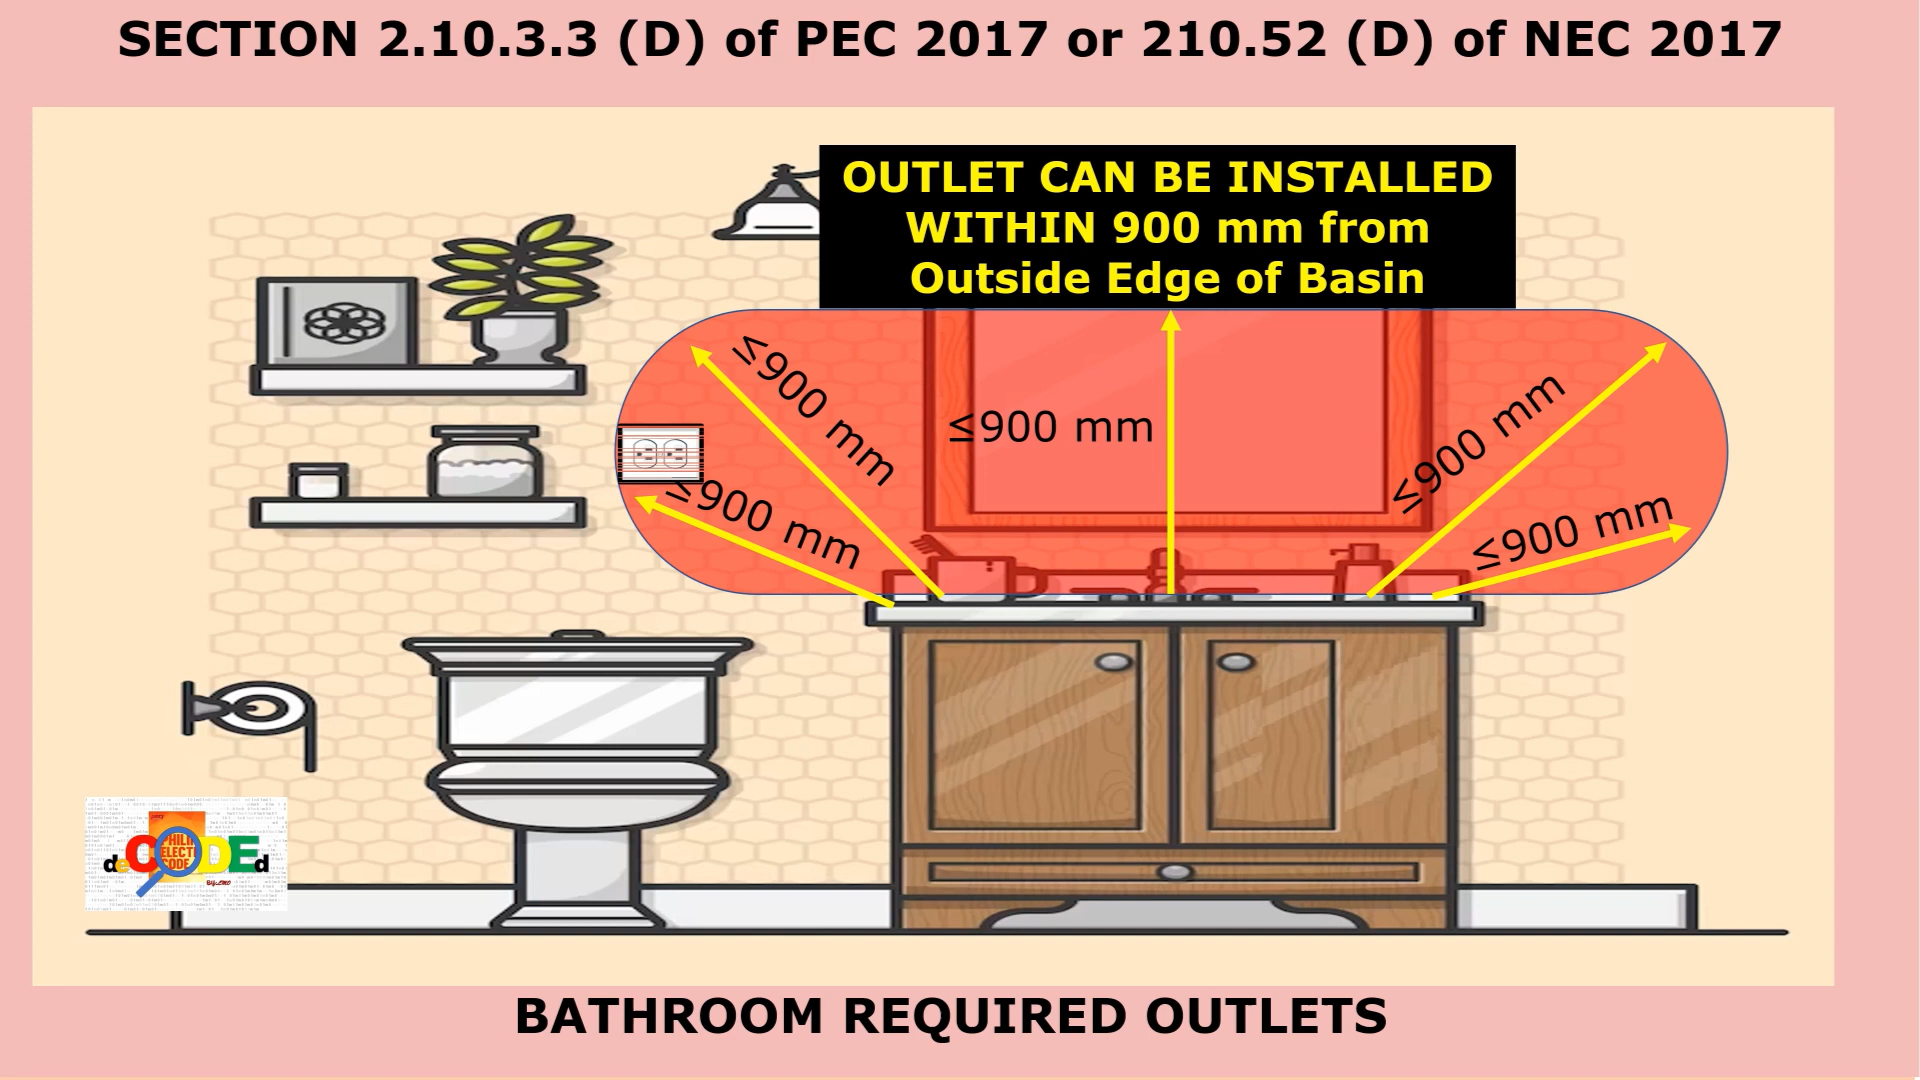 SECTION 2.10.3.3 (D) of PEC 2017 or 210.52 (D) of NEC 2017
OUTLET CAN BE INSTALLED
WITHIN 900 mm from
Outside Edge of Basin
≤900 mm
≤900 mm
≤900 mm
≤900 mm
≤900 mm
deCODEd
BATHROOM REQUIRED OUTLETS